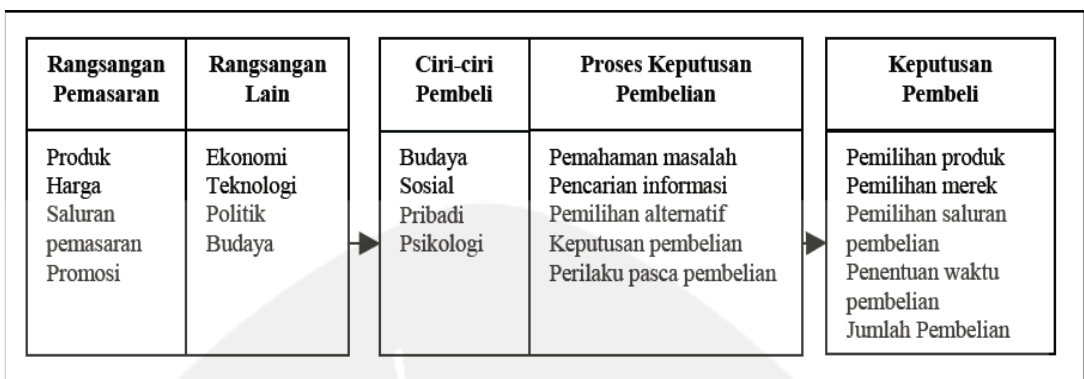 Rangsangan
Pemasaran
Produk
Harga
Saluran
pemasaran
Promosi
Rangsangan
Lain
Ekonomi
Teknologi
Politik
Budaya
Ciri-ciri
Pembeli
Budaya
Sosial
Pribadi
Psikologi
Proses Keputusan
Pembelian
Pemahaman masalah
Pencarian informasi
Pemilihan alternatif
Keputusan pembelian
Perilaku pasca pembelian
Keputusan
Pembeli
Pemilihan produk
Pemilihan merek
Pemilihan saluran
pembelian
Penentuan waktu
pembelian
Jumlah Pembelian